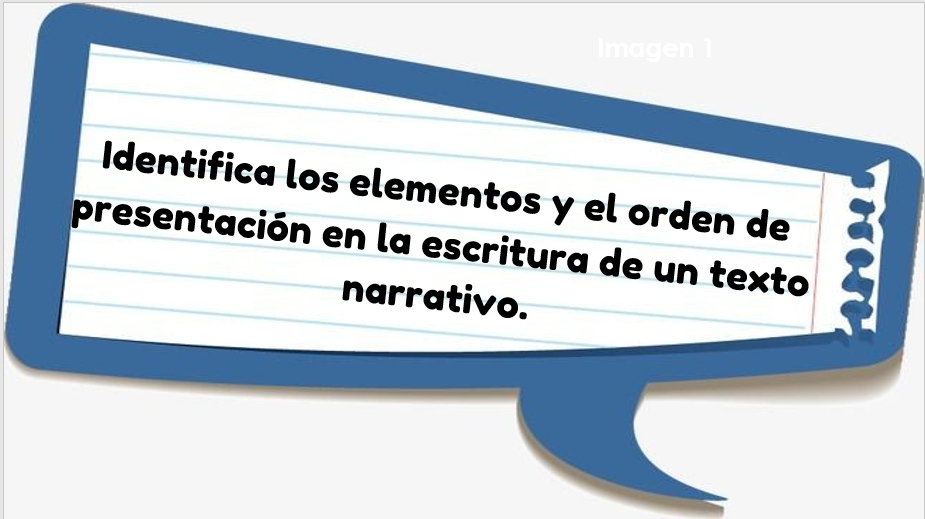 Imagen 1
Identifica los elementos y el orden de
presentación en la escritura de un texto
narrativo.